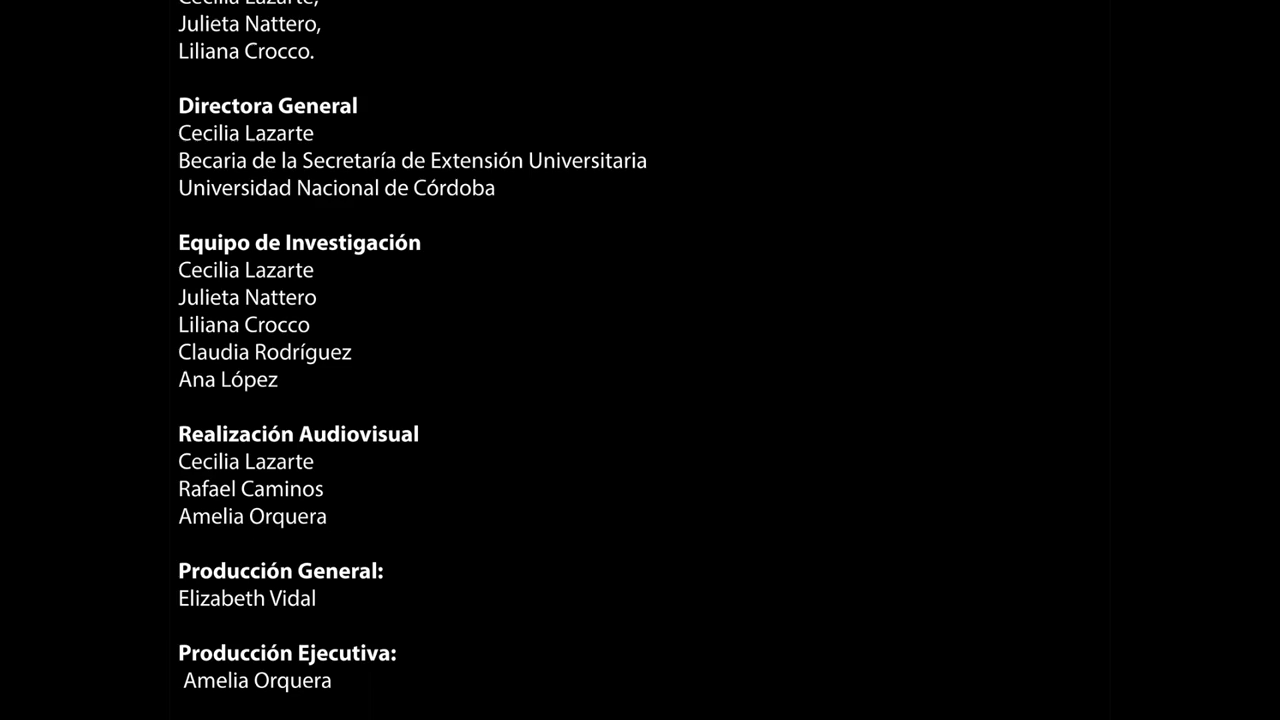 Cecilia Lazarte,
Julieta Nattero,
Liliana Crocco.
Directora General
Cecilia Lazarte
Becaria de la Secretaría de Extensión Universitaria
Universidad Nacional de Córdoba
Equipo de Investigación
Cecilia Lazarte
Julieta Nattero
Liliana Crocco
Claudia Rodríguez
Ana López
Realización Audiovisual
Cecilia Lazarte
Rafael Caminos
Amelia Orquera
Producción General:
Elizabeth Vidal
Producción Ejecutiva:
Amelia Orquera